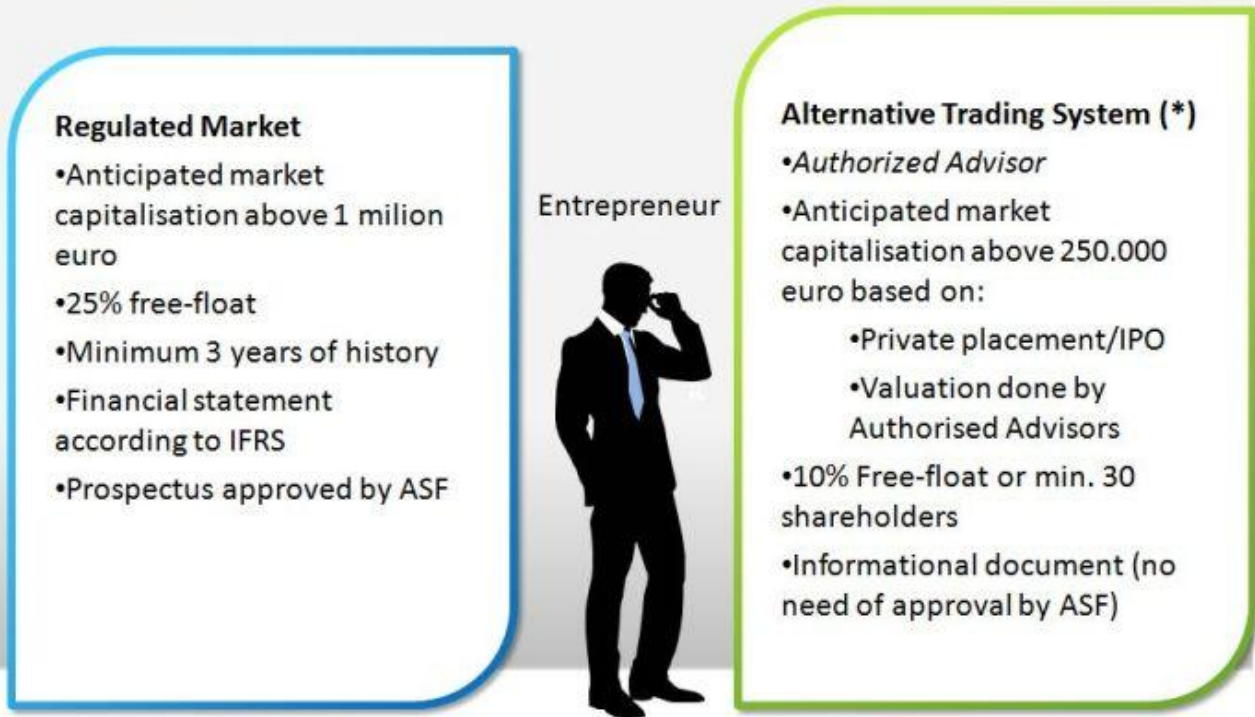 Regulated Market
•Anticipated market
capitalisation above 1 milion
euro
•25% free-float
•Minimum 3 years of history
•Financial statement
according to IFRS
•Prospectus approved by ASF
Entrepreneur
Alternative Trading System (*)
•Authorized Advisor
•Anticipated market
capitalisation above 250.000
euro based on:
•Private placement/IPO
•Valuation done by
Authorised Advisors
•10% Free-float or min. 30
shareholders
•Informational document (no
need of approval by ASF)